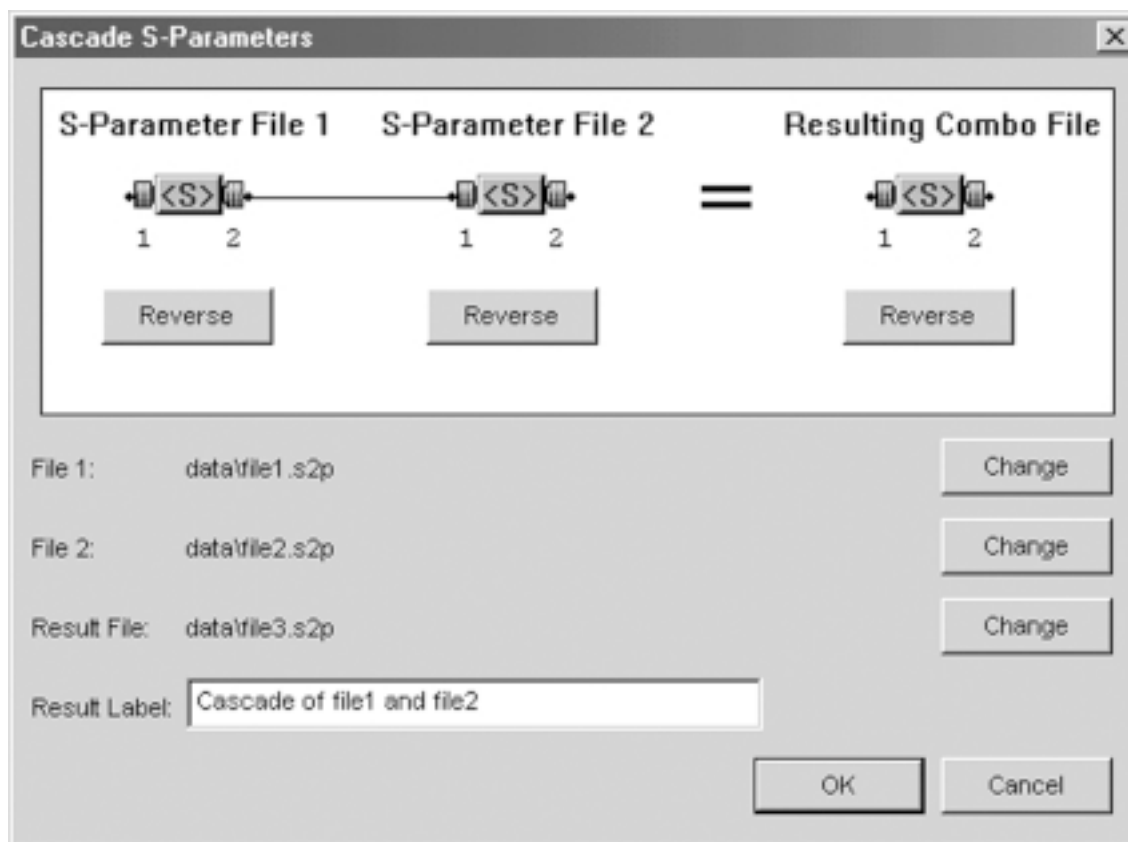 Cascade S-Parameters
S-Parameter File 1 S-Parameter File 2 Resulting Combo File
<S> <S> = <S>
1 2 1 2 1 2
Reverse Reverse Reverse
File 1: data\file1.s2p Change
File 2: data\file2.s2p Change
Result File: data\file3.s2p Change
Result Label: Cascade of file1 and file2
OK Cancel